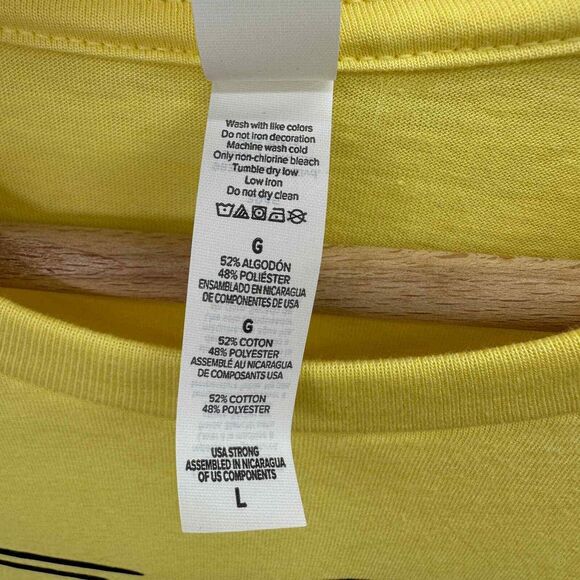 Wash with like colors
Do not iron decoration
Machine wash cold
Only non-chlorine bleach
Tumble dry low
Low iron
Do not dry clean
G
52% ALGODÓN
48% POLIÉSTER
ENSAMBLADO EN NICARAGUA
DE COMPONENTES DE USA
G
52% COTON
48% POLYESTER
ASSEMBLÉ AU NICARAGUA
DE COMPOSANTS USA
52% COTTON
48% POLYESTER
USA STRONG
ASSEMBLED IN NICARAGUA
OF US COMPONENTS
L